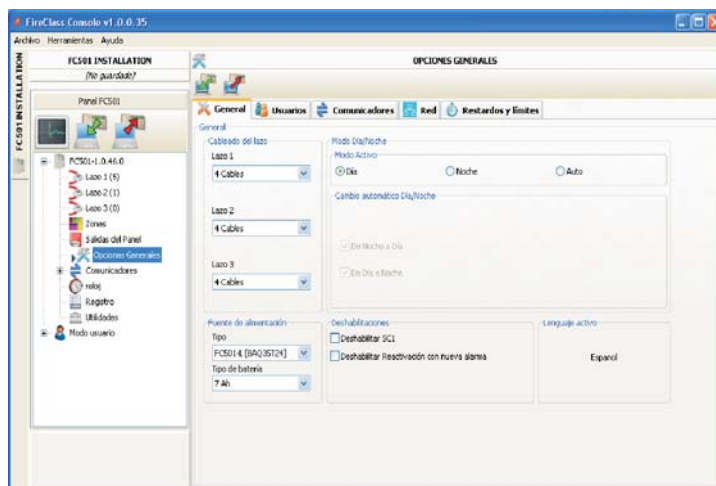 FireClass Consolo v1.0.0.35
Archivo Herramientas Ayuda
FC501 INSTALLATION
FC501 INSTALLATION
[No guardado]
Panel FC501
FC501-1.0.46.0
Lazo 1 (5)
Lazo 2 (1)
Lazo 3 (0)
Zonas
Salidas del Panel
Opciones Generales
Comunicadores
reloj
Registro
Utilidades
Modo usuario
OPCIONES GENERALES
General Usuarios Comunicadores Red Restardos y límites
General
Cableado del lazo
Lazo 1
4 Cables
Lazo 2
4 Cables
Lazo 3
4 Cables
Modo Día/Noche
Modo Activo
Día Noche Auto
Cambio automático Día/Noche
De Noche a Día
De Día a Noche
Fuente de alimentación
Tipo
FC501-L [BAQ35T24]
Tipo de batería
7 Ah
Deshabilitaciones
Deshabilitar SC1
Deshabilitar Reactivación con nueva alarma
Lenguaje activo
Espanol